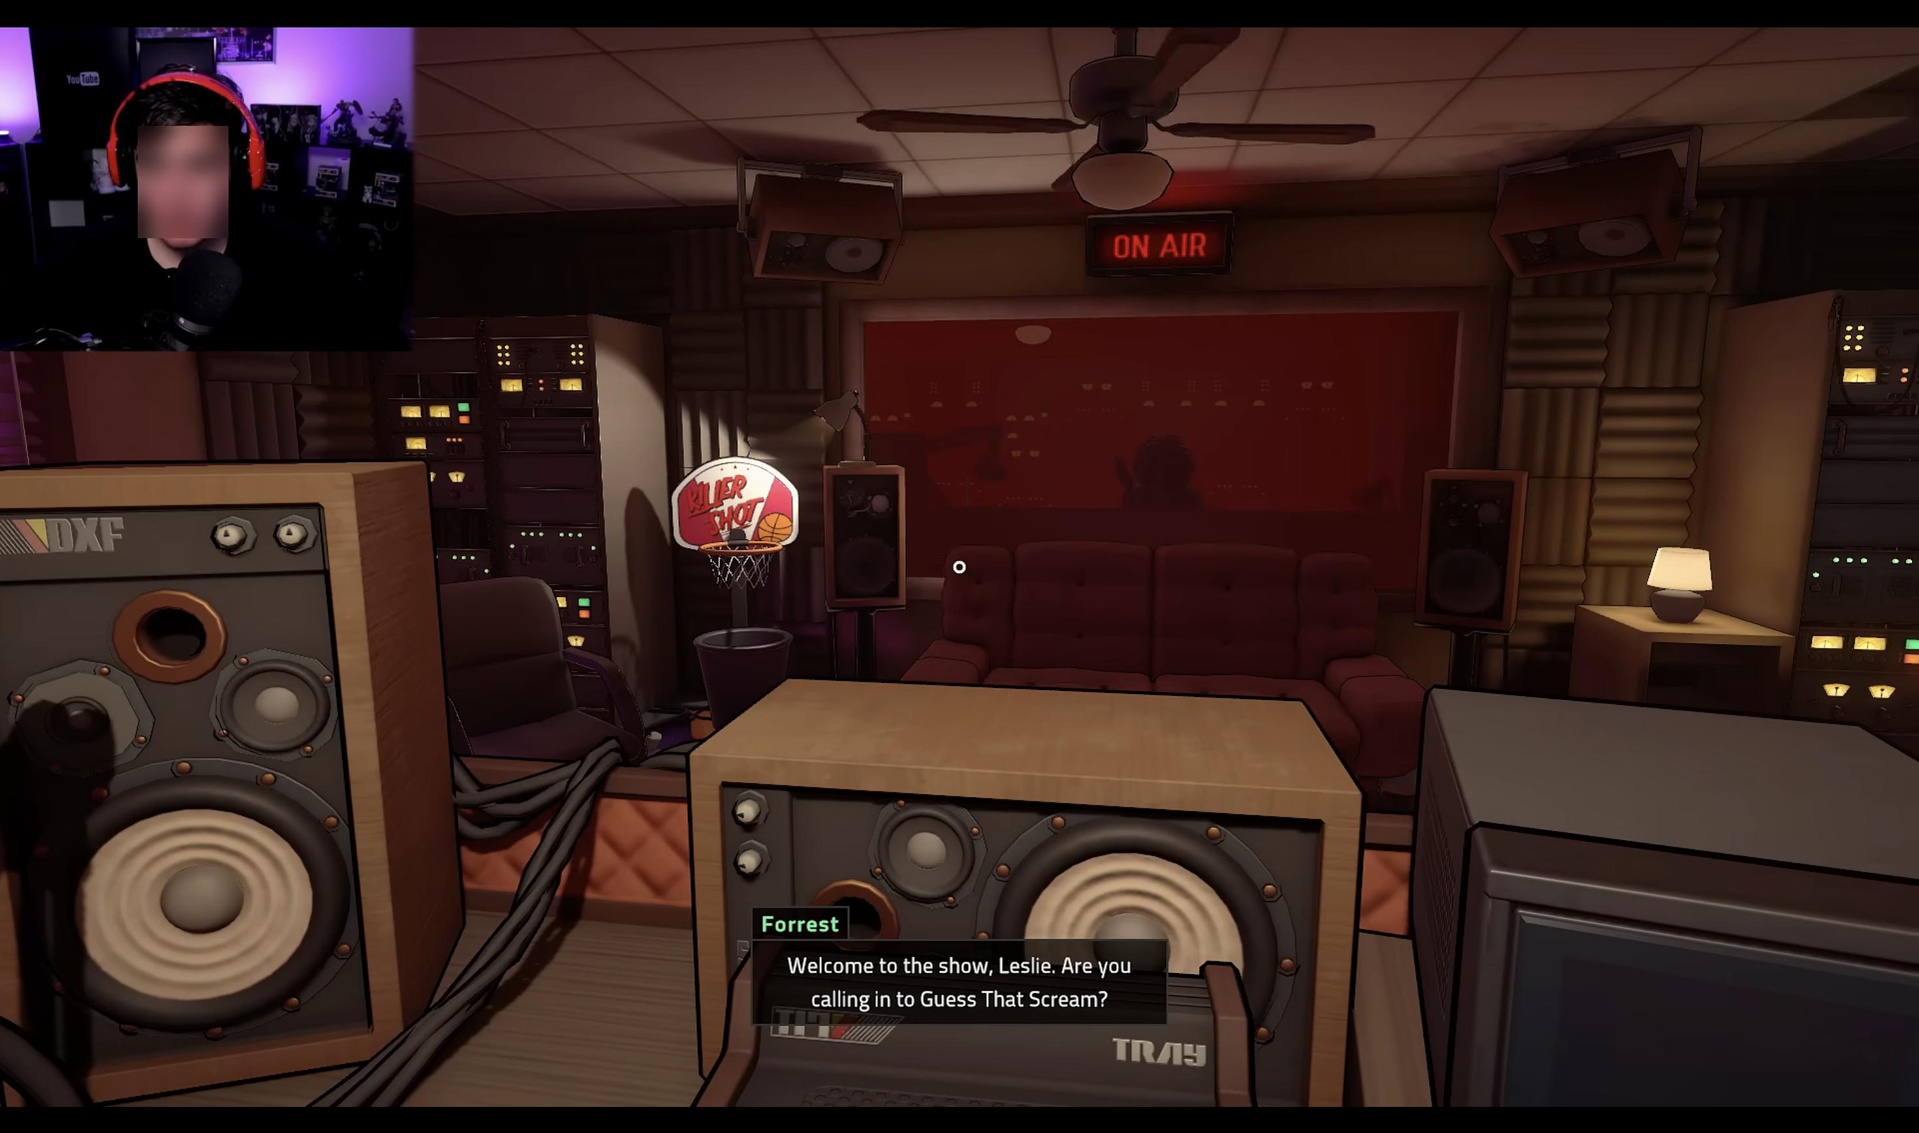 YouTube
ON AIR
KILLER
SHOT
DXF
Forrest
Welcome to the show, Leslie. Are you
calling in to Guess That Scream?
TRAY